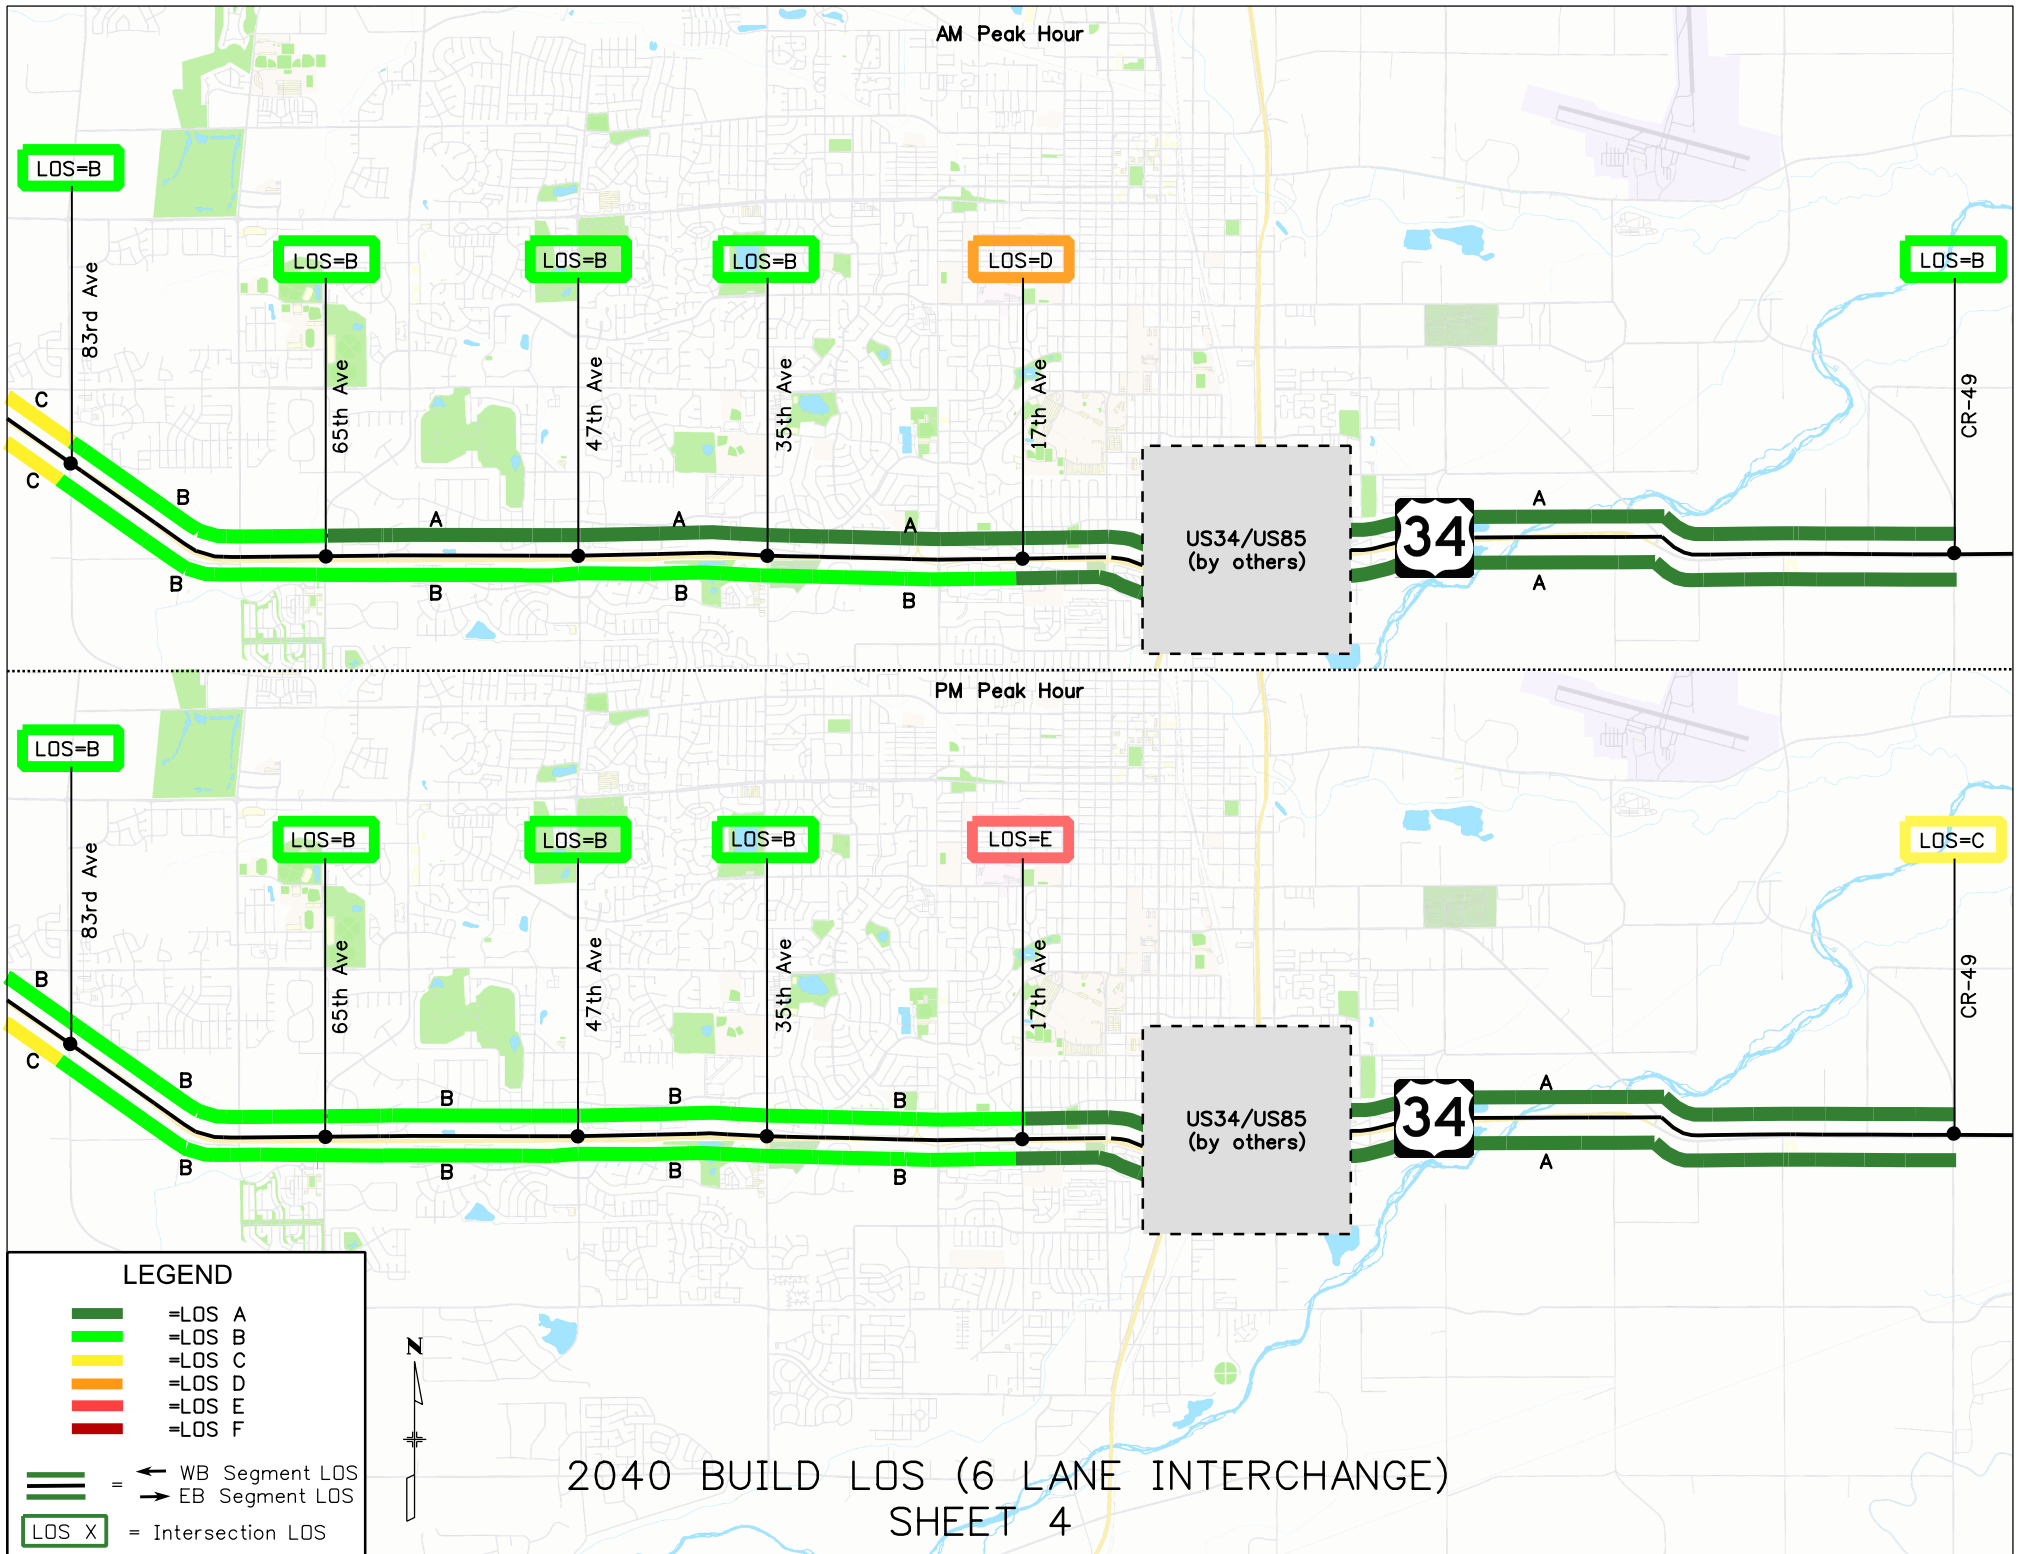 AM Peak Hour
LOS=B
LOS=B
LOS=B
LOS=B
LOS=D
LOS=B
83rd Ave
65th Ave
47th Ave
35th Ave
17th Ave
CR-49
C
C
B
B
A
B
A
B
A
B
US34/US85
(by others)
34
A
A
PM Peak Hour
LOS=B
LOS=B
LOS=B
LOS=B
LOS=E
LOS=C
83rd Ave
65th Ave
47th Ave
35th Ave
17th Ave
CR-49
B
C
B
B
B
B
B
B
B
B
US34/US85
(by others)
34
A
A
LEGEND
=LOS A
=LOS B
=LOS C
=LOS D
=LOS E
=LOS F
= WB Segment LOS
EB Segment LOS
LOS X = Intersection LOS
N
2040 BUILD LOS (6 LANE INTERCHANGE)
SHEET 4